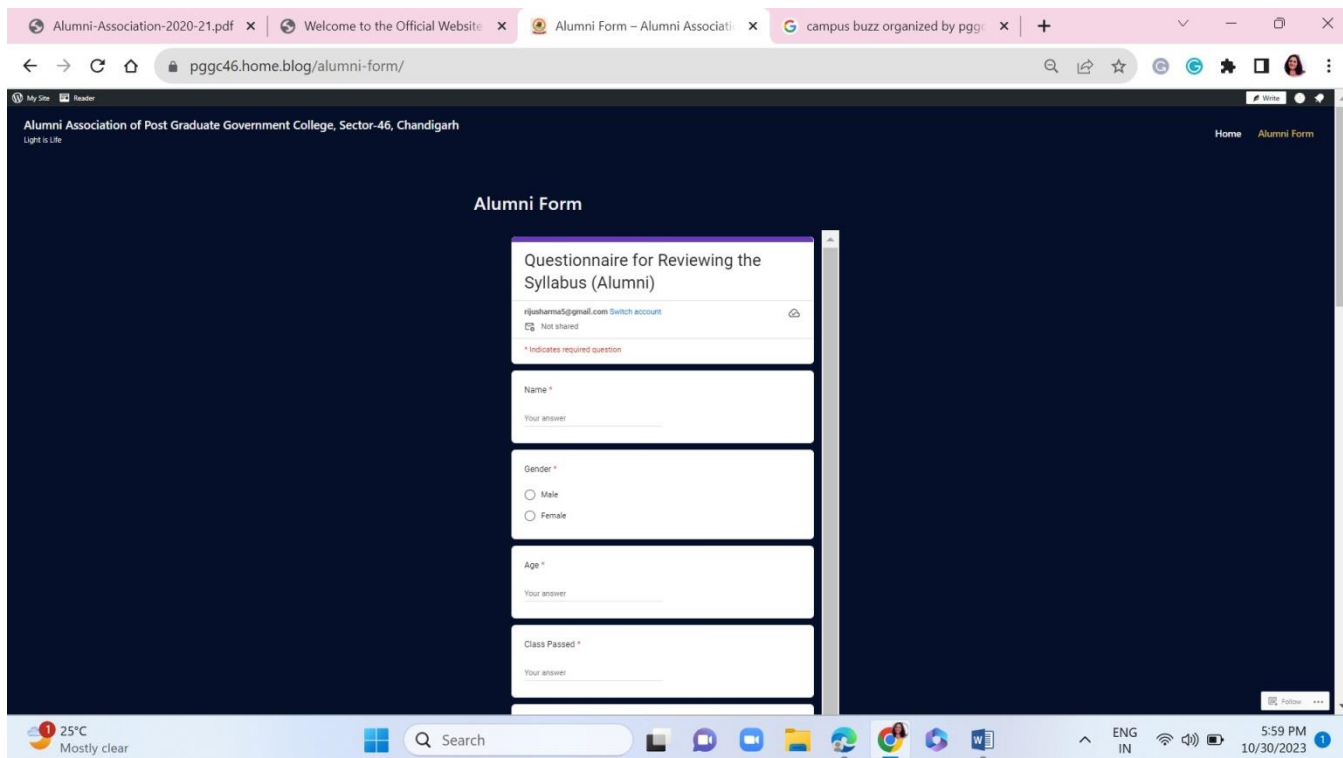 Alumni-Association-2020-21.pdf
Welcome to the Official Website
Alumni Form – Alumni Associati
campus buzz organized by pggc
pggc46.home.blog/alumni-form/
My Site Reader
Write
Alumni Association of Post Graduate Government College, Sector-46, Chandigarh
Light is Life
Home Alumni Form
Alumni Form
Questionnaire for Reviewing the
Syllabus (Alumni)
rijusharma5@gmail.com Switch account
Not shared
* Indicates required question
Name *
Your answer
Gender *
Male
Female
Age *
Your answer
Class Passed *
Your answer
Follow
1
25°C
Mostly clear
Search
ENG
IN
5:59 PM
10/30/2023
1